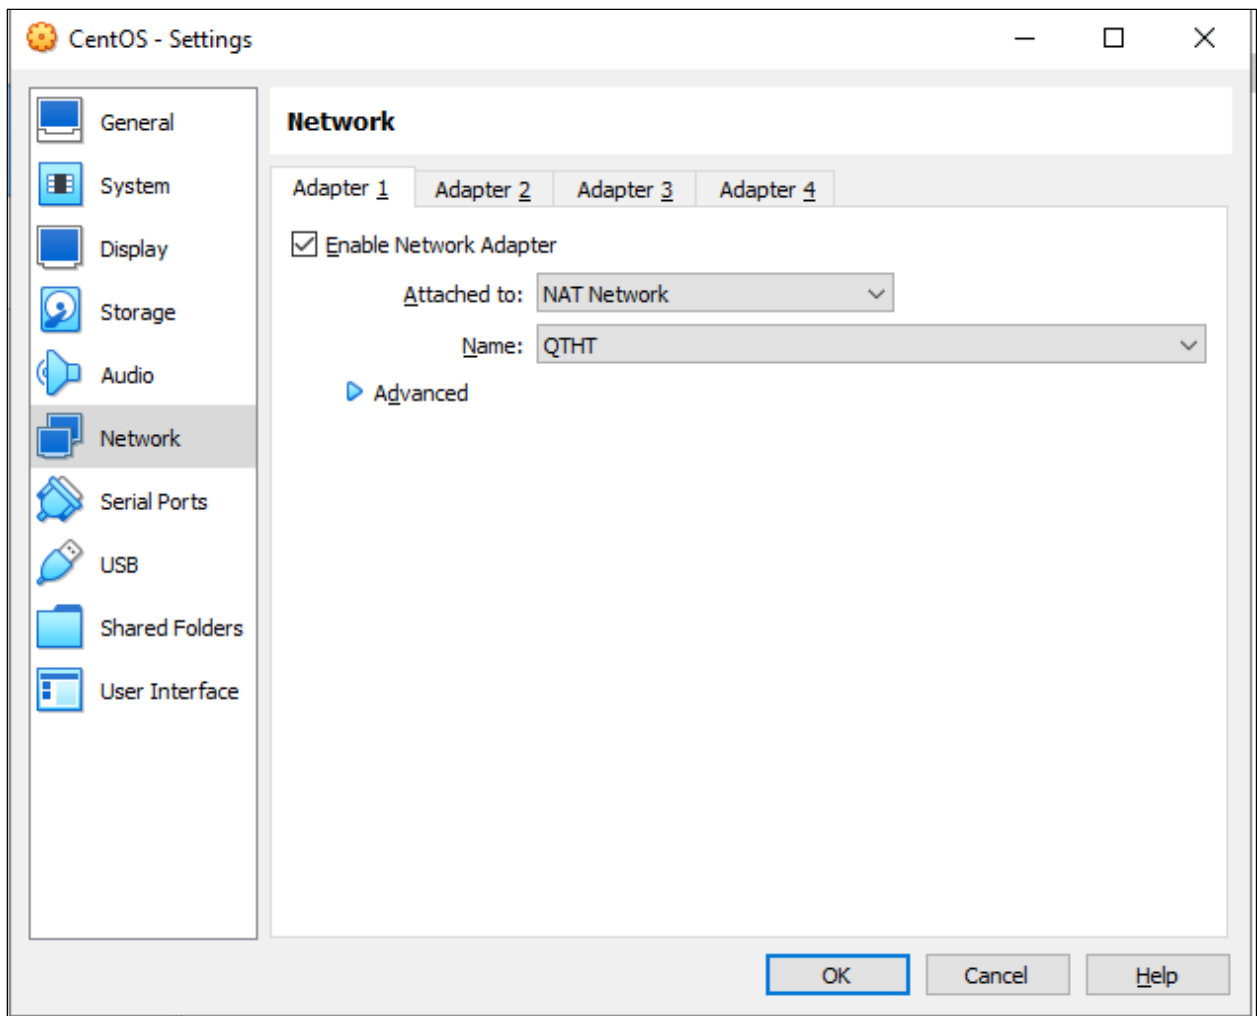 CentOS - Settings
General
System
Display
Storage
Audio
Network
Serial Ports
USB
Shared Folders
User Interface
Network
Adapter 1 Adapter 2 Adapter 3 Adapter 4
Enable Network Adapter
Attached to: NAT Network
Name: QTHT
Advanced
OK Cancel Help